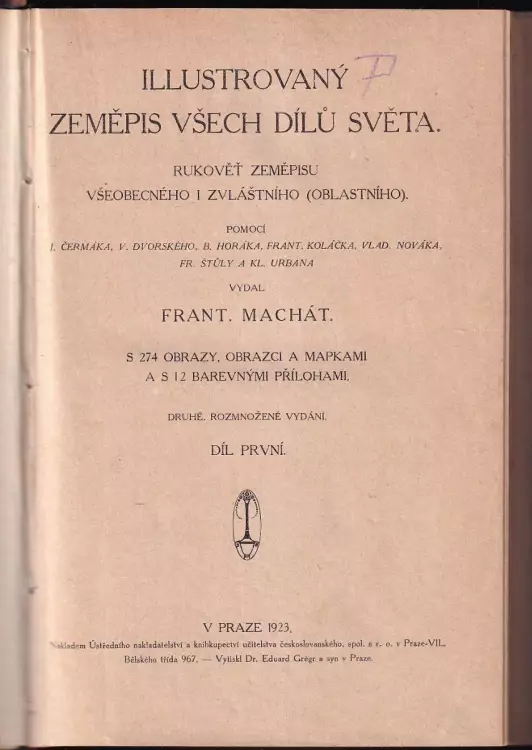 ILLUSTROVANÝ
ZEMĚPIS VŠECH DÍLŮ SVĚTA.
RUKOVĚŤ ZEMĚPISU
VŠEOBECNÉHO I ZVLÁŠTNÍHO (OBLASTNÍHO).
POMOCÍ
J. ČERMÁKA, V. DVORSKÉHO, B. HORÁKA, FRANT. KOLÁČKA, VLAD. NOVÁKA,
FR. ŠTŮLY A KL. URBANA
VYDAL
FRANT. MACHÁT.
S 274 OBRAZY, OBRAZCI A MAPKAMI
A S 12 BAREVNÝMI PŘÍLOHAMI.
DRUHÉ, ROZMNOŽENÉ VYDÁNÍ.
DÍL PRVNÍ.
V PRAZE 1923.
Nákladem Ústředního nakladatelství a knihkupectví učitelstva českoslovanského, spol. s r. o. v Praze-VII.,
Bělského třída 967. — Vytiskl Dr. Eduard Grégr a syn v Praze.